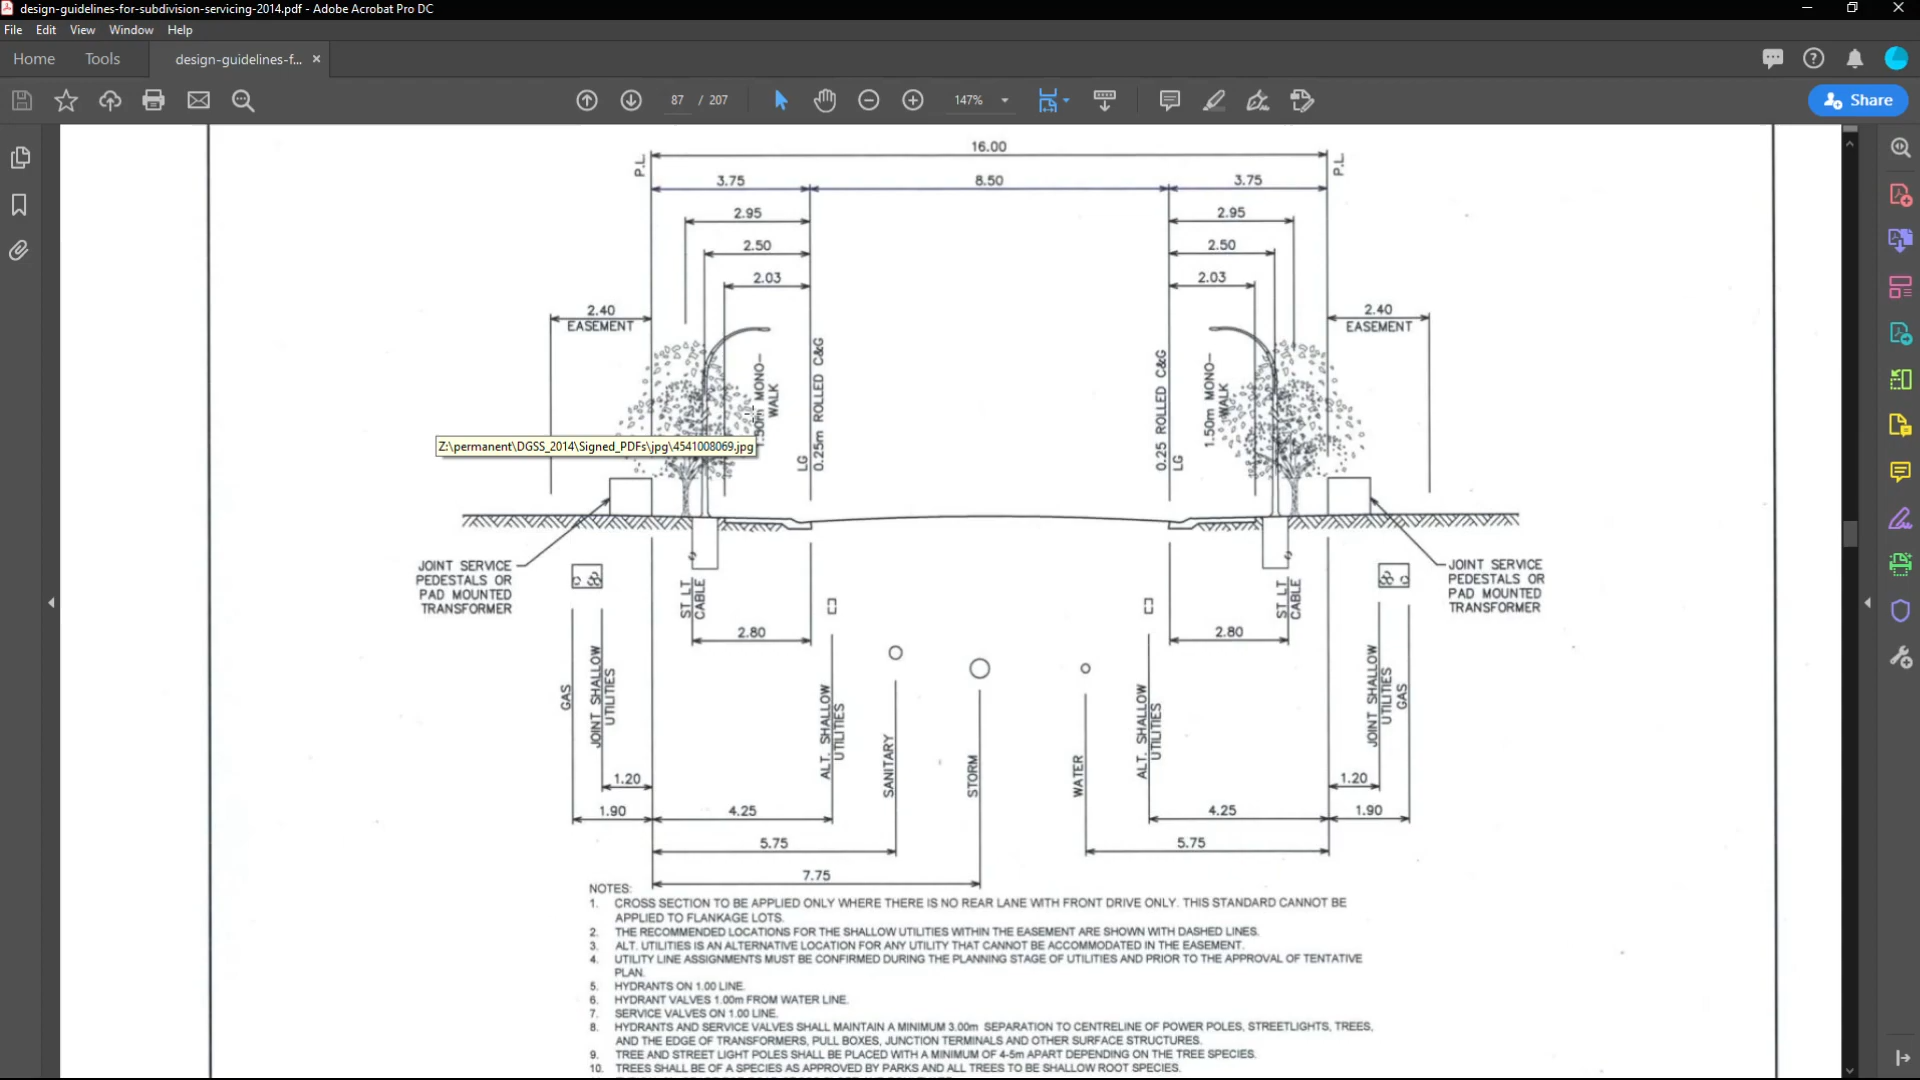 design-guidelines-for-subdivision-servicing-2014.pdf - Adobe Acrobat Pro DC
File Edit View Window Help
Home Tools design-guidelines-f... ×
87 / 207 147% Share
16.00
P.L. P.L.
3.75 8.50 3.75
2.95 2.95
2.50 2.50
2.03 2.03
2.40 2.40
EASEMENT EASEMENT
1.50m MONO-
WALK
LG
0.25m ROLLED C&G
0.25 ROLLED C&G
LG
1.50m MONO-
WALK
Z:\permanent\DGSS_2014\Signed_PDFs\jpg\4541008069.jpg
JOINT SERVICE
PEDESTALS OR
PAD MOUNTED
TRANSFORMER
JOINT SERVICE
PEDESTALS OR
PAD MOUNTED
TRANSFORMER
ST LT
CABLE
ST LT
CABLE
2.80 2.80
GAS
JOINT SHALLOW
UTILITIES
ALT. SHALLOW
UTILITIES
SANITARY
STORM
WATER
ALT. SHALLOW
UTILITIES
JOINT SHALLOW
UTILITIES
GAS
1.20 1.20
1.90 4.25 4.25 1.90
5.75 5.75
7.75
NOTES:
1. CROSS SECTION TO BE APPLIED ONLY WHERE THERE IS NO REAR LANE WITH FRONT DRIVE ONLY. THIS STANDARD CANNOT BE
APPLIED TO FLANKAGE LOTS.
2. THE RECOMMENDED LOCATIONS FOR THE SHALLOW UTILITIES WITHIN THE EASEMENT ARE SHOWN WITH DASHED LINES.
3. ALT. UTILITIES IS AN ALTERNATIVE LOCATION FOR ANY UTILITY THAT CANNOT BE ACCOMMODATED IN THE EASEMENT.
4. UTILITY LINE ASSIGNMENTS MUST BE CONFIRMED DURING THE PLANNING STAGE OF UTILITIES AND PRIOR TO THE APPROVAL OF TENTATIVE
PLAN.
5. HYDRANTS ON 1.00 LINE.
6. HYDRANT VALVES 1.00m FROM WATER LINE.
7. SERVICE VALVES ON 1.00 LINE.
8. HYDRANTS AND SERVICE VALVES SHALL MAINTAIN A MINIMUM 3.00m SEPARATION TO CENTRELINE OF POWER POLES, STREETLIGHTS, TREES,
AND THE EDGE OF TRANSFORMERS, PULL BOXES, JUNCTION TERMINALS AND OTHER SURFACE STRUCTURES.
9. TREE AND STREET LIGHT POLES SHALL BE PLACED WITH A MINIMUM OF 4-5m APART DEPENDING ON THE TREE SPECIES.
10. TREES SHALL BE OF A SPECIES AS APPROVED BY PARKS AND ALL TREES TO BE SHALLOW ROOT SPECIES.